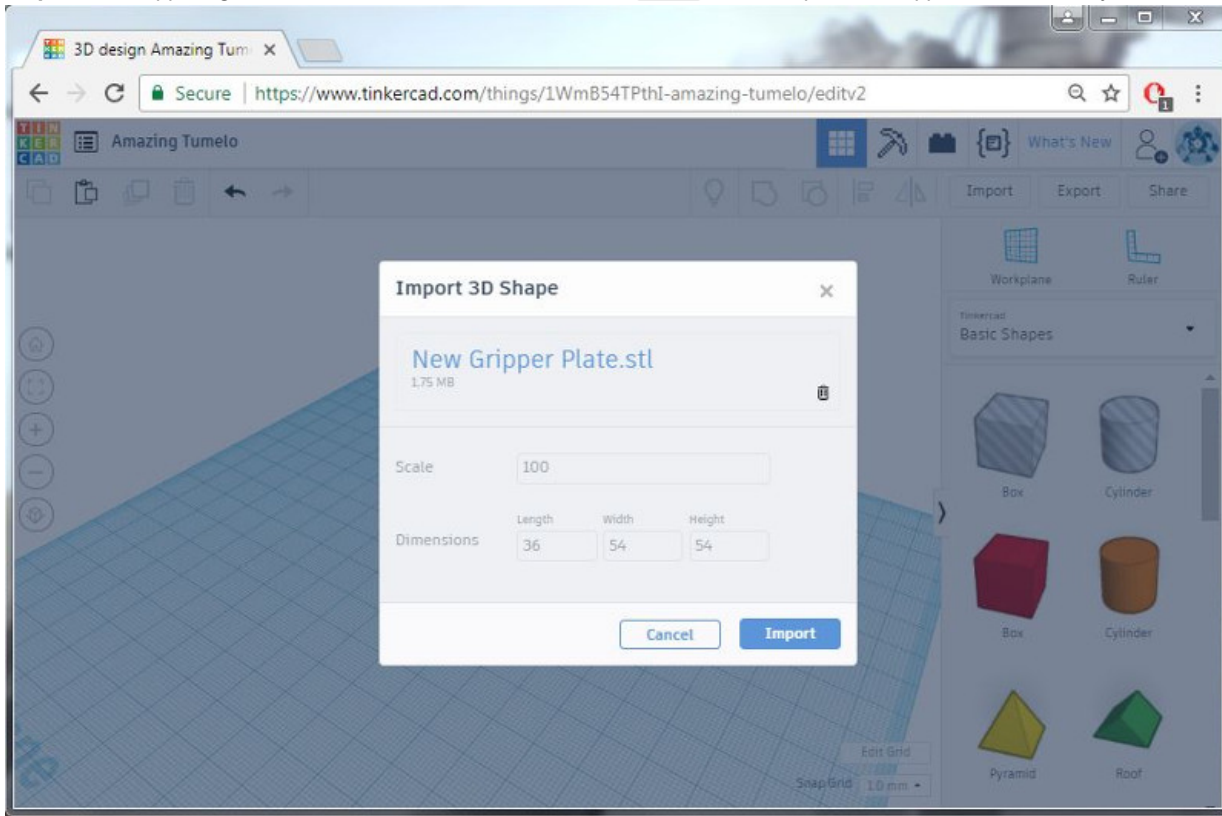 3D design Amazing Tum
Secure | https://www.tinkercad.com/things/1WmB54TPthI-amazing-tumelo/editv2
1
TIN
KER
CAD
Amazing Tumelo
What's New
Import Export Share
Workplane Ruler
Tinkercad
Basic Shapes
Import 3D Shape
New Gripper Plate.stl
1.75 MB
Scale 100
Length Width Height
Dimensions 36 54 54
Cancel Import
Box Cylinder
Box Cylinder
Pyramid Roof
Edit Grid
Snap Grid 1.0 mm